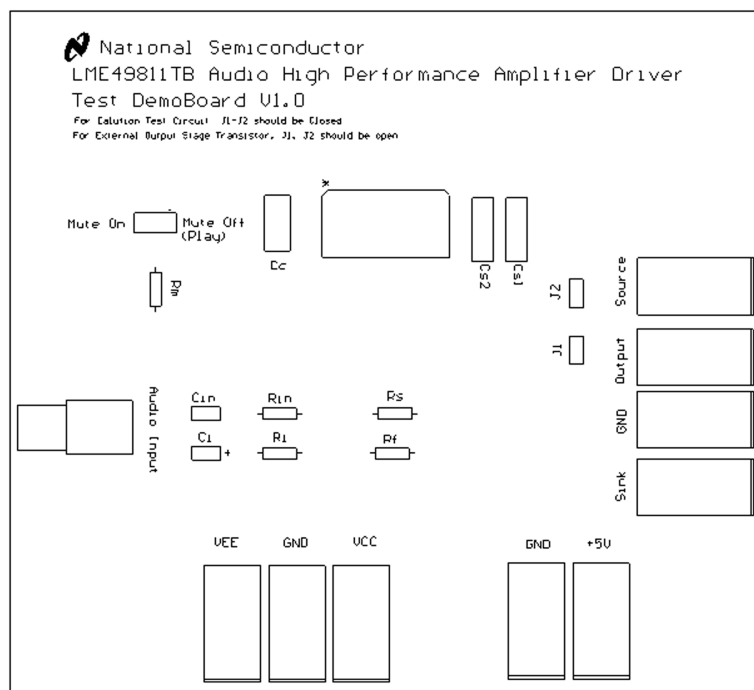 National Semiconductor
LME49811TB Audio High Performance Amplifier Driver
Test DemoBoard V1.0
For Calution Test Circuit J1-J2 should be Closed
For External Output Stage Transistor, J1, J2 should be open
*
Mute On
Mute Off
(Play)
Cc
Cs2
Cs1
J2
Source
Rm
J1
Output
Audio Input
Cin
Rin
Rs
GND
Ci
+
Ri
Rf
Sink
VEE
GND
VCC
GND
+5V